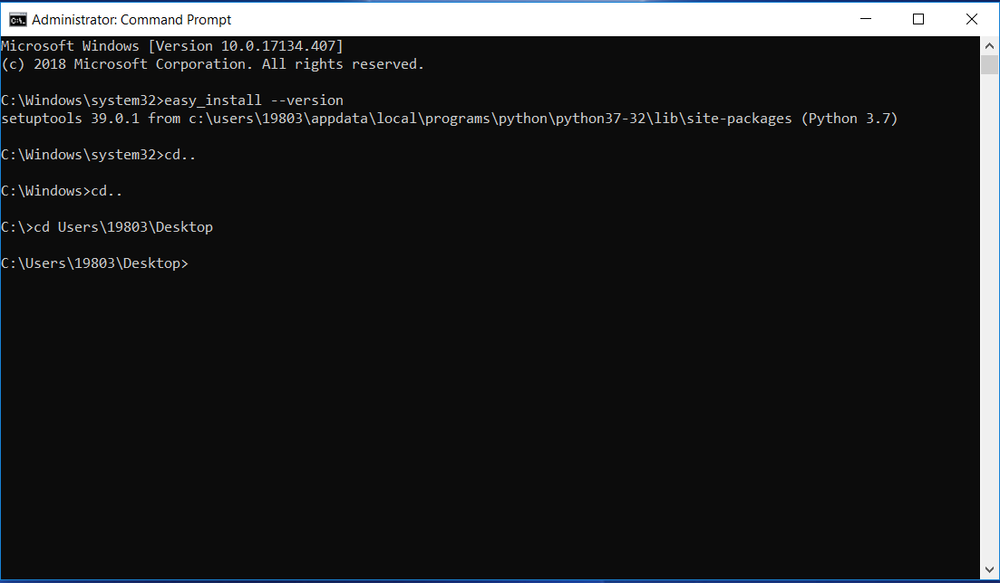 Administrator: Command Prompt
Microsoft Windows [Version 10.0.17134.407]
(c) 2018 Microsoft Corporation. All rights reserved.
C:\Windows\system32>easy_install --version
setuptools 39.0.1 from c:\users\19803\appdata\local\programs\python\python37-32\lib\site-packages (Python 3.7)
C:\Windows\system32>cd..
C:\Windows>cd..
C:\>cd Users\19803\Desktop
C:\Users\19803\Desktop>